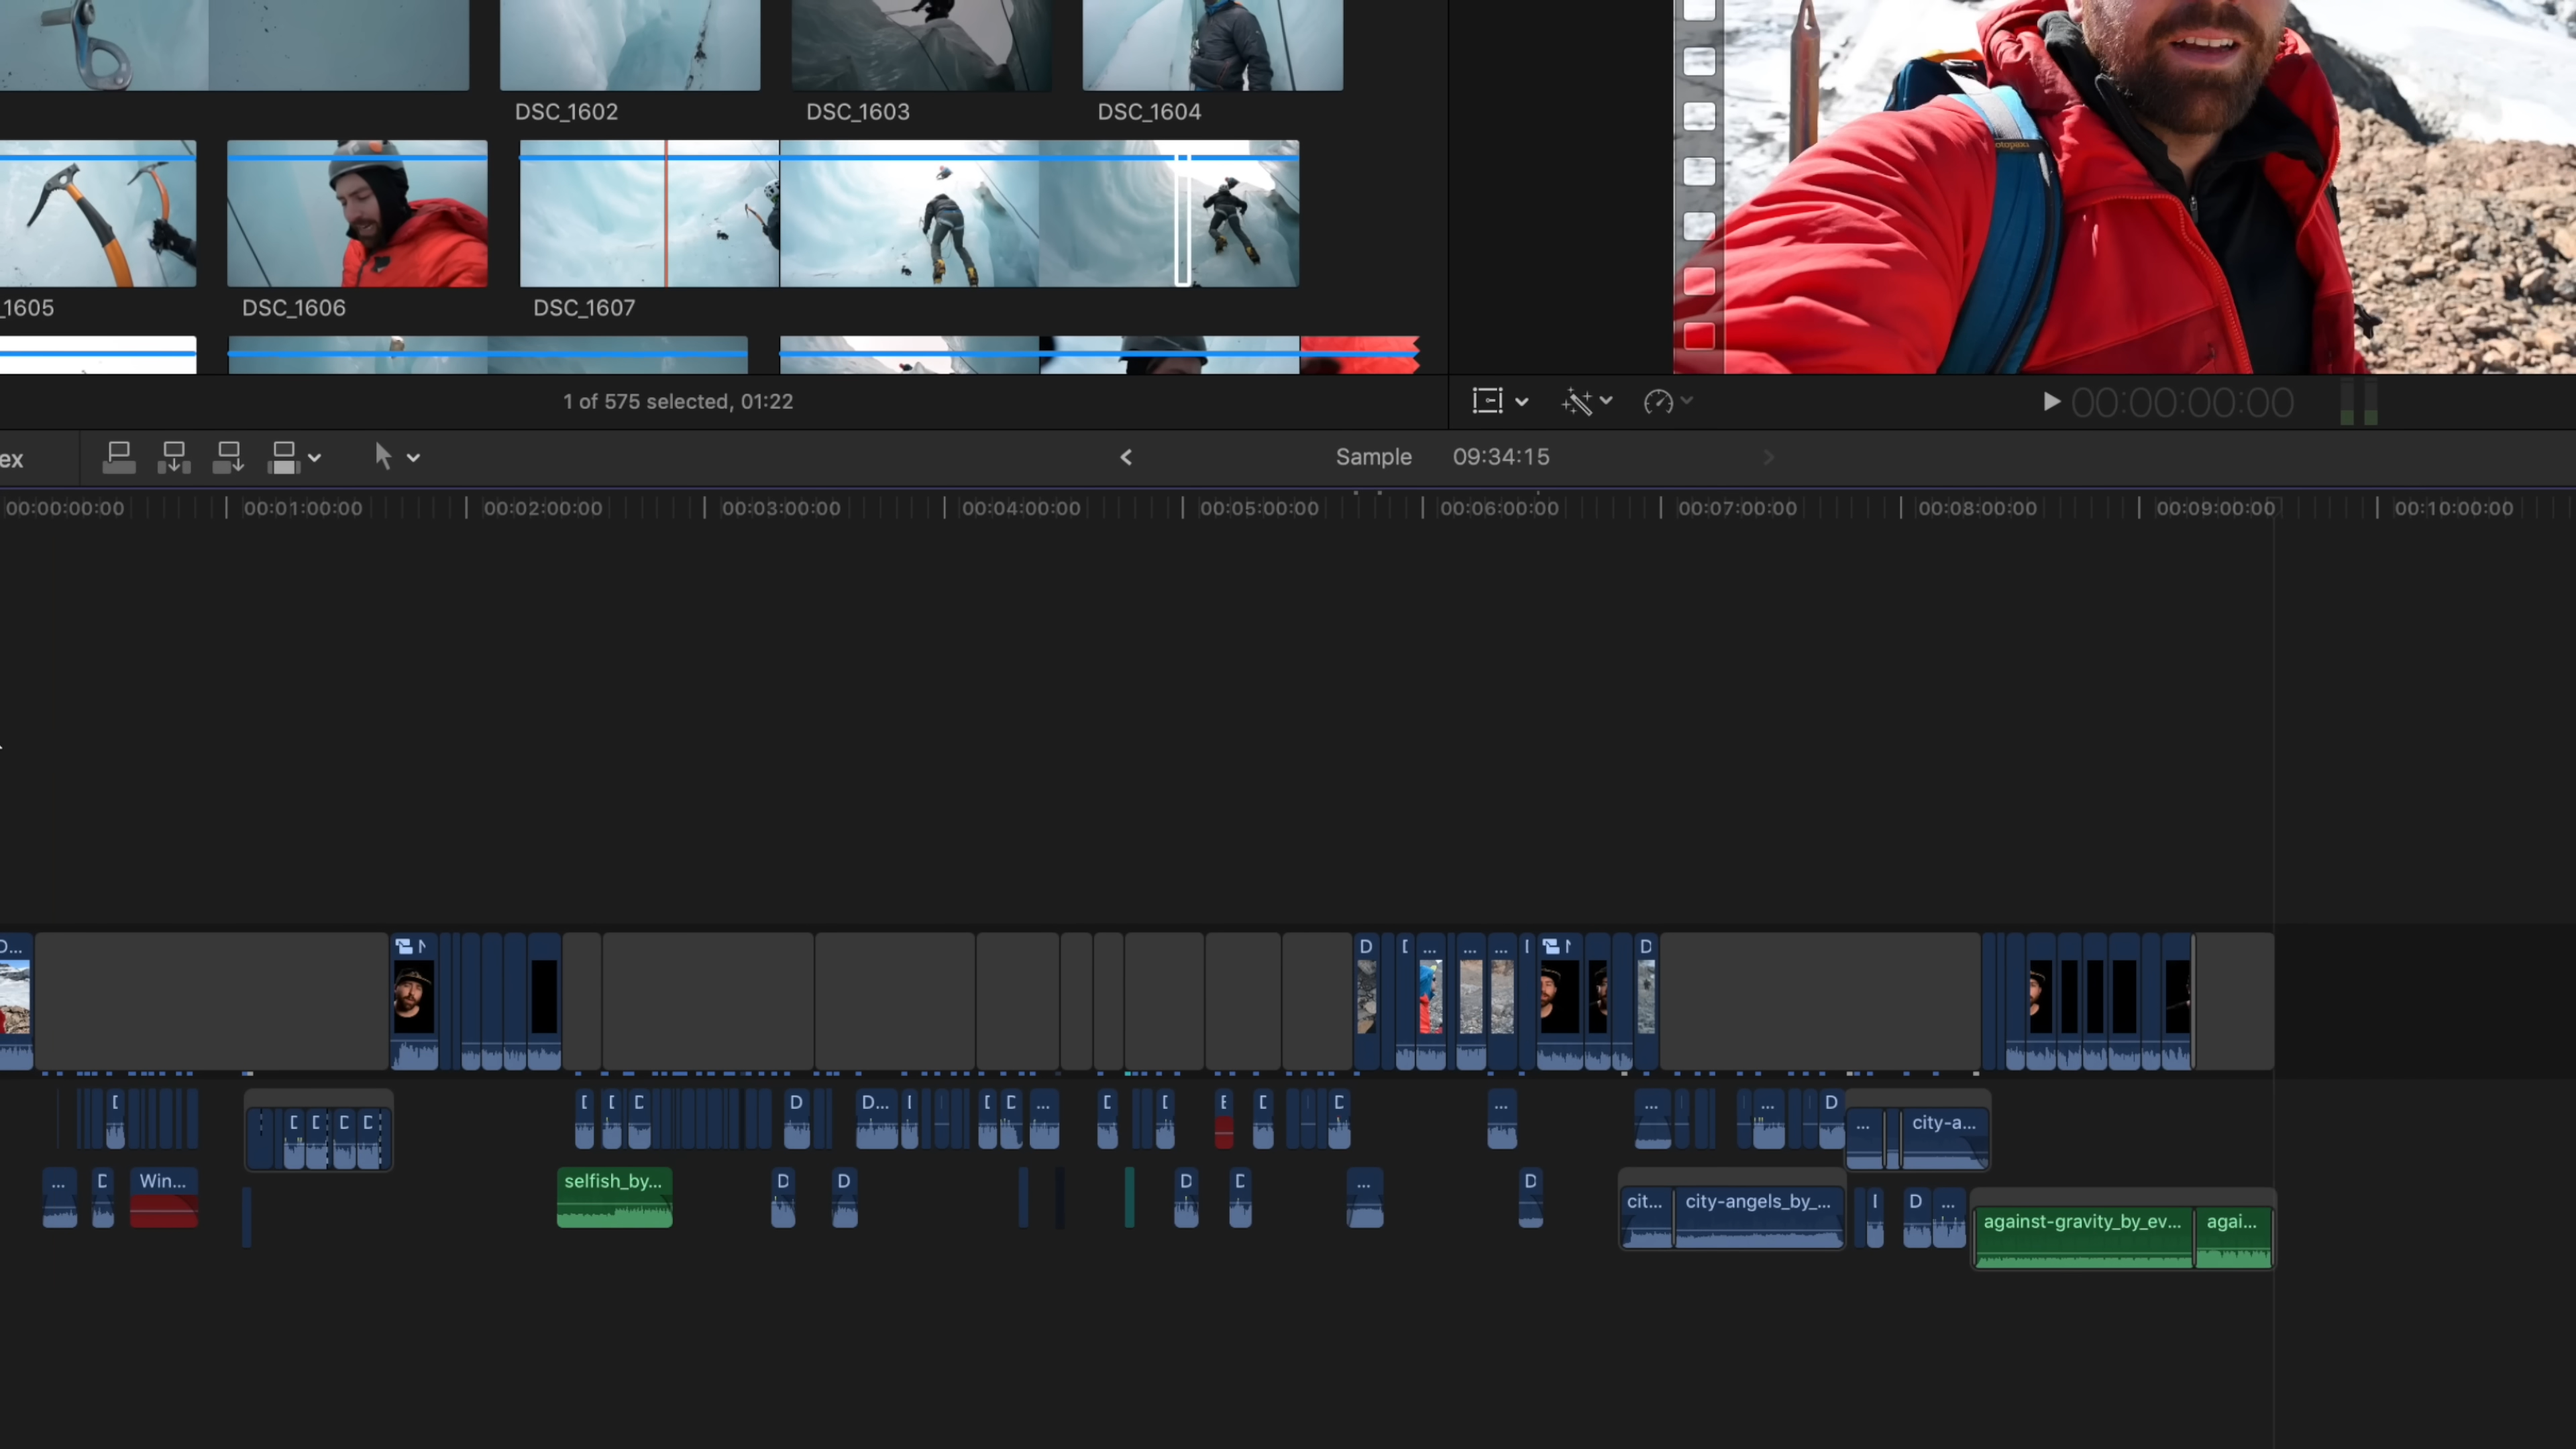 DSC_1602 DSC_1603 DSC_1604
_1605 DSC_1606 DSC_1607
1 of 575 selected, 01:22
00:00:00:00
ex
Sample 09:34:15
00:00:00:00 00:01:00:00 00:02:00:00 00:03:00:00 00:04:00:00 00:05:00:00 00:06:00:00 00:07:00:00 00:08:00:00 00:09:00:00 00:10:00:00
D... D ... ... ... D
D D... ... D ... ... ... D ... city-a...
... Win... selfish_by... D D D ... D cit... city-angels_by_... D ... against-gravity_by_ev... agai...